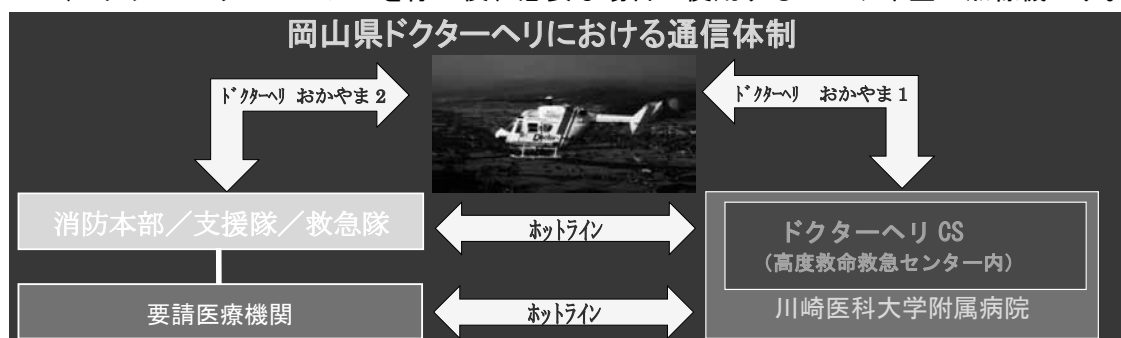 岡山県ドクターヘリにおける通信体制
ﾄﾞｸﾀｰﾍﾘ おかやま2
ﾄﾞｸﾀｰﾍﾘ おかやま1
消防本部／支援隊／救急隊
ﾎｯﾄﾗｲﾝ
ドクターヘリ CS
（高度救命救急センター内）
要請医療機関
ﾎｯﾄﾗｲﾝ
川崎医科大学附属病院